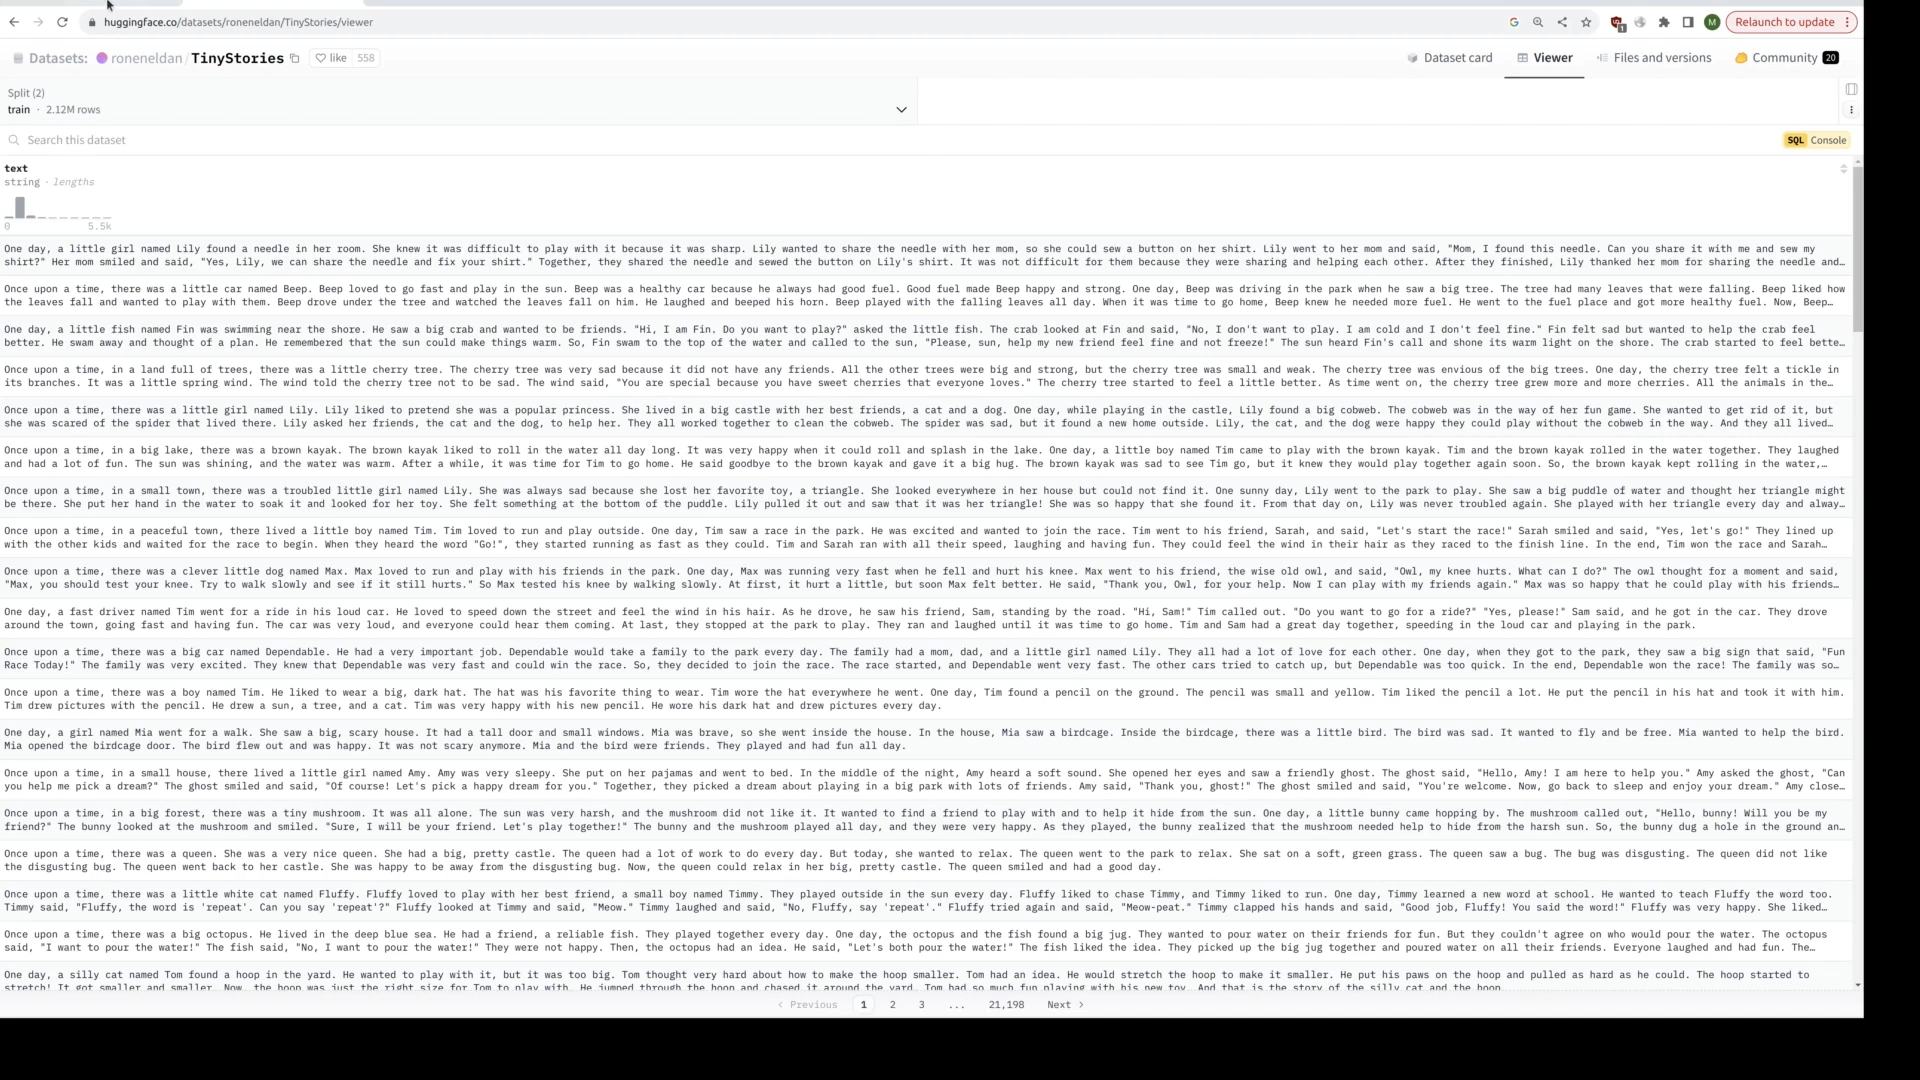 huggingface.co/datasets/roneneldan/TinyStories/viewer
Relaunch to update
Datasets: roneneldan/TinyStories
like 558
Dataset card
Viewer
Files and versions
Community 20
Split (2)
train · 2.12M rows
Search this dataset
SQL Console
text
string · lengths
0 5.5k
One day, a little girl named Lily found a needle in her room. She knew it was difficult to play with it because it was sharp. Lily wanted to share the needle with her mom, so she could sew a button on her shirt. Lily went to her mom and said, "Mom, I found this needle. Can you share it with me and sew my
shirt?" Her mom smiled and said, "Yes, Lily, we can share the needle and fix your shirt." Together, they shared the needle and sewed the button on Lily's shirt. It was not difficult for them because they were sharing and helping each other. After they finished, Lily thanked her mom for sharing the needle and…
Once upon a time, there was a little car named Beep. Beep loved to go fast and play in the sun. Beep was a healthy car because he always had good fuel. Good fuel made Beep happy and strong. One day, Beep was driving in the park when he saw a big tree. The tree had many leaves that were falling. Beep liked how
the leaves fall and wanted to play with them. Beep drove under the tree and watched the leaves fall on him. He laughed and beeped his horn. Beep played with the falling leaves all day. When it was time to go home, Beep knew he needed more fuel. He went to the fuel place and got more healthy fuel. Now, Beep…
One day, a little fish named Fin was swimming near the shore. He saw a big crab and wanted to be friends. "Hi, I am Fin. Do you want to play?" asked the little fish. The crab looked at Fin and said, "No, I don't want to play. I am cold and I don't feel fine." Fin felt sad but wanted to help the crab feel
better. He swam away and thought of a plan. He remembered that the sun could make things warm. So, Fin swam to the top of the water and called to the sun, "Please, sun, help my new friend feel fine and not freeze!" The sun heard Fin's call and shone its warm light on the shore. The crab started to feel bette…
Once upon a time, in a land full of trees, there was a little cherry tree. The cherry tree was very sad because it did not have any friends. All the other trees were big and strong, but the cherry tree was small and weak. The cherry tree was envious of the big trees. One day, the cherry tree felt a tickle in
its branches. It was a little spring wind. The wind told the cherry tree not to be sad. The wind said, "You are special because you have sweet cherries that everyone loves." The cherry tree started to feel a little better. As time went on, the cherry tree grew more and more cherries. All the animals in the…
Once upon a time, there was a little girl named Lily. Lily liked to pretend she was a popular princess. She lived in a big castle with her best friends, a cat and a dog. One day, while playing in the castle, Lily found a big cobweb. The cobweb was in the way of her fun game. She wanted to get rid of it, but
she was scared of the spider that lived there. Lily asked her friends, the cat and the dog, to help her. They all worked together to clean the cobweb. The spider was sad, but it found a new home outside. Lily, the cat, and the dog were happy they could play without the cobweb in the way. And they all lived…
Once upon a time, in a big lake, there was a brown kayak. The brown kayak liked to roll in the water all day long. It was very happy when it could roll and splash in the lake. One day, a little boy named Tim came to play with the brown kayak. Tim and the brown kayak rolled in the water together. They laughed
and had a lot of fun. The sun was shining, and the water was warm. After a while, it was time for Tim to go home. He said goodbye to the brown kayak and gave it a big hug. The brown kayak was sad to see Tim go, but it knew they would play together again soon. So, the brown kayak kept rolling in the water,…
Once upon a time, in a small town, there was a troubled little girl named Lily. She was always sad because she lost her favorite toy, a triangle. She looked everywhere in her house but could not find it. One sunny day, Lily went to the park to play. She saw a big puddle of water and thought her triangle might
be there. She put her hand in the water to soak it and looked for her toy. She felt something at the bottom of the puddle. Lily pulled it out and saw that it was her triangle! She was so happy that she found it. From that day on, Lily was never troubled again. She played with her triangle every day and alway…
Once upon a time, in a peaceful town, there lived a little boy named Tim. Tim loved to run and play outside. One day, Tim saw a race in the park. He was excited and wanted to join the race. Tim went to his friend, Sarah, and said, "Let's start the race!" Sarah smiled and said, "Yes, let's go!" They lined up
with the other kids and waited for the race to begin. When they heard the word "Go!", they started running as fast as they could. Tim and Sarah ran with all their speed, laughing and having fun. They could feel the wind in their hair as they raced to the finish line. In the end, Tim won the race and Sarah…
Once upon a time, there was a clever little dog named Max. Max loved to run and play with his friends in the park. One day, Max was running very fast when he fell and hurt his knee. Max went to his friend, the wise old owl, and said, "Owl, my knee hurts. What can I do?" The owl thought for a moment and said,
"Max, you should test your knee. Try to walk slowly and see if it still hurts." So Max tested his knee by walking slowly. At first, it hurt a little, but soon Max felt better. He said, "Thank you, Owl, for your help. Now I can play with my friends again." Max was so happy that he could play with his friends…
One day, a fast driver named Tim went for a ride in his loud car. He loved to speed down the street and feel the wind in his hair. As he drove, he saw his friend, Sam, standing by the road. "Hi, Sam!" Tim called out. "Do you want to go for a ride?" "Yes, please!" Sam said, and he got in the car. They drove
around the town, going fast and having fun. The car was very loud, and everyone could hear them coming. At last, they stopped at the park to play. They ran and laughed until it was time to go home. Tim and Sam had a great day together, speeding in the loud car and playing in the park.
Once upon a time, there was a big car named Dependable. He had a very important job. Dependable would take a family to the park every day. The family had a mom, dad, and a little girl named Lily. They all had a lot of love for each other. One day, when they got to the park, they saw a big sign that said, "Fun
Race Today!" The family was very excited. They knew that Dependable was very fast and could win the race. So, they decided to join the race. The race started, and Dependable went very fast. The other cars tried to catch up, but Dependable was too quick. In the end, Dependable won the race! The family was so…
Once upon a time, there was a boy named Tim. He liked to wear a big, dark hat. The hat was his favorite thing to wear. Tim wore the hat everywhere he went. One day, Tim found a pencil on the ground. The pencil was small and yellow. Tim liked the pencil a lot. He put the pencil in his hat and took it with him.
Tim drew pictures with the pencil. He drew a sun, a tree, and a cat. Tim was very happy with his new pencil. He wore his dark hat and drew pictures every day.
One day, a girl named Mia went for a walk. She saw a big, scary house. It had a tall door and small windows. Mia was brave, so she went inside the house. In the house, Mia saw a birdcage. Inside the birdcage, there was a little bird. The bird was sad. It wanted to fly and be free. Mia wanted to help the bird.
Mia opened the birdcage door. The bird flew out and was happy. It was not scary anymore. Mia and the bird were friends. They played and had fun all day.
Once upon a time, in a small house, there lived a little girl named Amy. Amy was very sleepy. She put on her pajamas and went to bed. In the middle of the night, Amy heard a soft sound. She opened her eyes and saw a friendly ghost. The ghost said, "Hello, Amy! I am here to help you." Amy asked the ghost, "Can
you help me pick a dream?" The ghost smiled and said, "Of course! Let's pick a happy dream for you." Together, they picked a dream about playing in a big park with lots of friends. Amy said, "Thank you, ghost!" The ghost smiled and said, "You're welcome. Now, go back to sleep and enjoy your dream." Amy close…
Once upon a time, in a big forest, there was a tiny mushroom. It was all alone. The sun was very harsh, and the mushroom did not like it. It wanted to find a friend to play with and to help it hide from the sun. One day, a little bunny came hopping by. The mushroom called out, "Hello, bunny! Will you be my
friend?" The bunny looked at the mushroom and smiled. "Sure, I will be your friend. Let's play together!" The bunny and the mushroom played all day, and they were very happy. As they played, the bunny realized that the mushroom needed help to hide from the harsh sun. So, the bunny dug a hole in the ground an…
Once upon a time, there was a queen. She was a very nice queen. She had a big, pretty castle. The queen had a lot of work to do every day. But today, she wanted to relax. The queen went to the park to relax. She sat on a soft, green grass. The queen saw a bug. The bug was disgusting. The queen did not like
the disgusting bug. The queen went back to her castle. She was happy to be away from the disgusting bug. Now, the queen could relax in her big, pretty castle. The queen smiled and had a good day.
Once upon a time, there was a little white cat named Fluffy. Fluffy loved to play with her best friend, a small boy named Timmy. They played outside in the sun every day. Fluffy liked to chase Timmy, and Timmy liked to run. One day, Timmy learned a new word at school. He wanted to teach Fluffy the word too.
Timmy said, "Fluffy, the word is 'repeat'. Can you say 'repeat'?" Fluffy looked at Timmy and said, "Meow." Timmy laughed and said, "No, Fluffy, say 'repeat'." Fluffy tried again and said, "Meow-peat." Timmy clapped his hands and said, "Good job, Fluffy! You said the word!" Fluffy was very happy. She liked…
Once upon a time, there was a big octopus. He lived in the deep blue sea. He had a friend, a reliable fish. They played together every day. One day, the octopus and the fish found a big jug. They wanted to pour water on their friends for fun. But they couldn't agree on who would pour the water. The octopus
said, "I want to pour the water!" The fish said, "No, I want to pour the water!" They were not happy. Then, the octopus had an idea. He said, "Let's both pour the water!" The fish liked the idea. They picked up the big jug together and poured water on all their friends. Everyone laughed and had fun. The…
One day, a silly cat named Tom found a hoop in the yard. He wanted to play with it, but it was too big. Tom thought very hard about how to make the hoop smaller. Tom had an idea. He would stretch the hoop to make it smaller. He put his paws on the hoop and pulled as hard as he could. The hoop started to
stretch! It got smaller and smaller. Now, the hoop was just the right size for Tom to play with. He jumped through the hoop and chased it around the yard. Tom had so much fun playing with his new toy. And that is the story of the silly cat and the hoop.
< Previous 1 2 3 ... 21,198 Next >